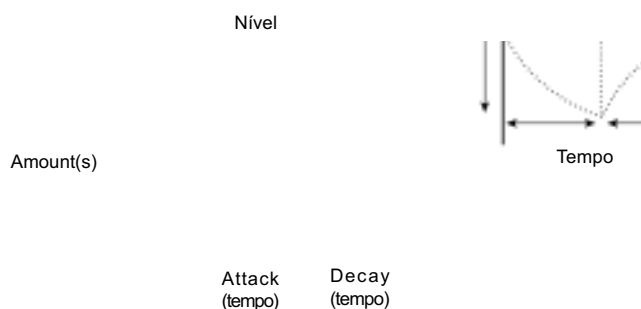 Nível
Tempo
Amount(s)
Attack Decay
(tempo) (tempo)